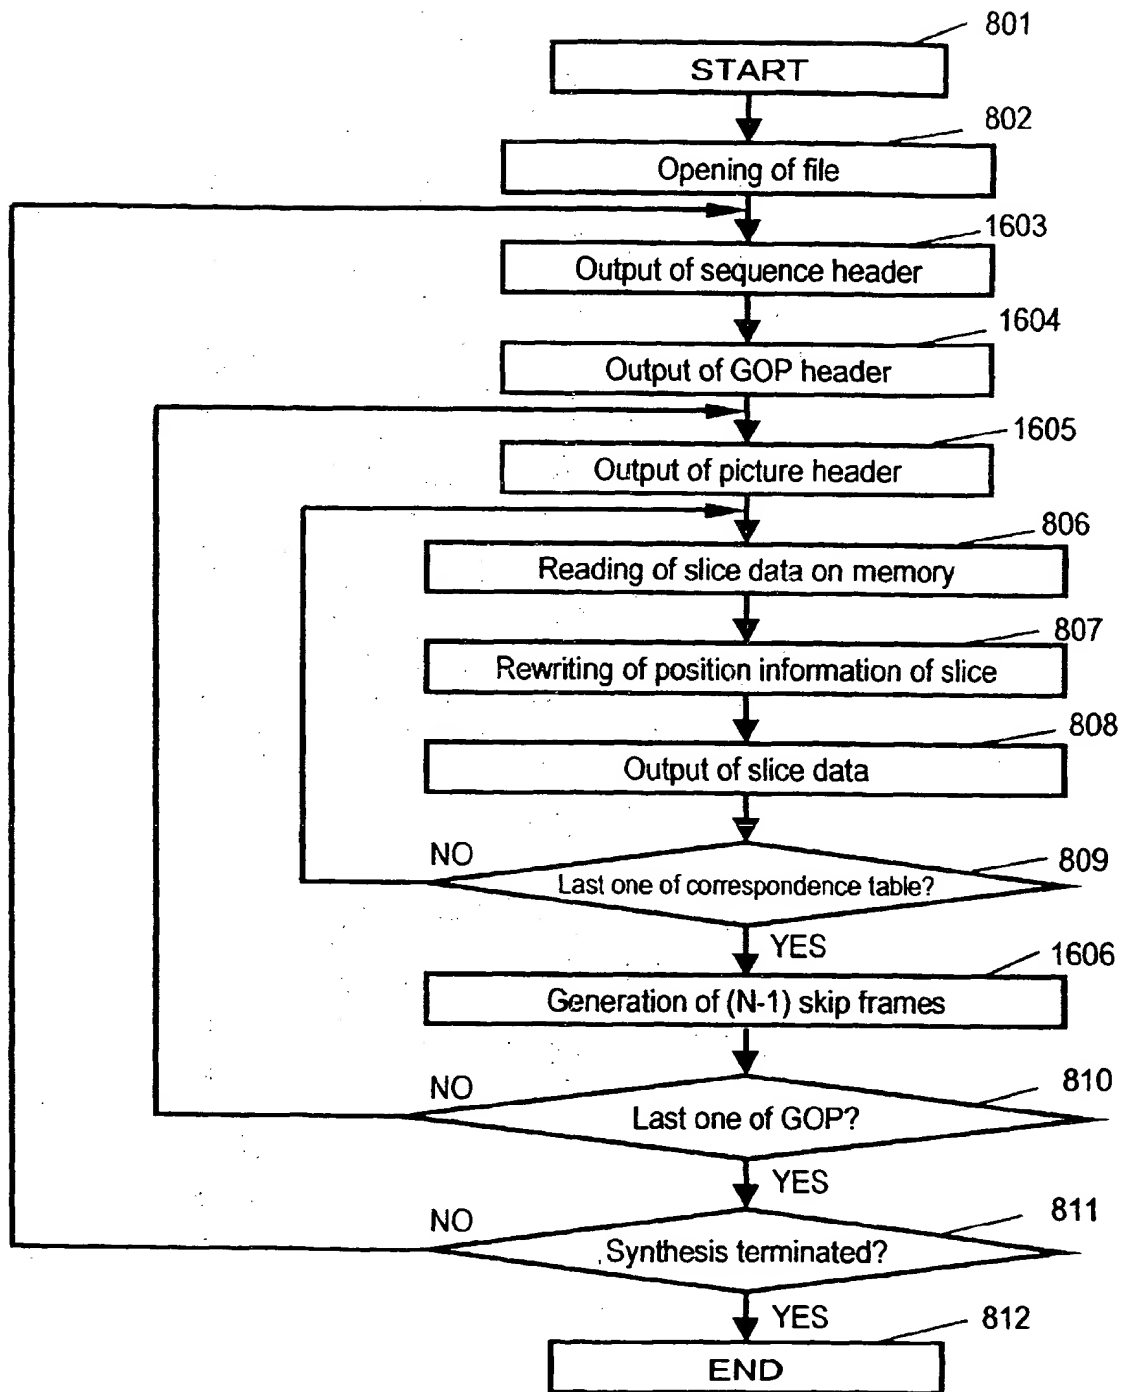 801
START
802
Opening of file
1603
Output of sequence header
1604
Output of GOP header
1605
Output of picture header
806
Reading of slice data on memory
807
Rewriting of position information of slice
808
Output of slice data
809
NO
Last one of correspondence table?
YES
1606
Generation of (N-1) skip frames
810
NO
Last one of GOP?
YES
811
NO
Synthesis terminated?
YES
812
END